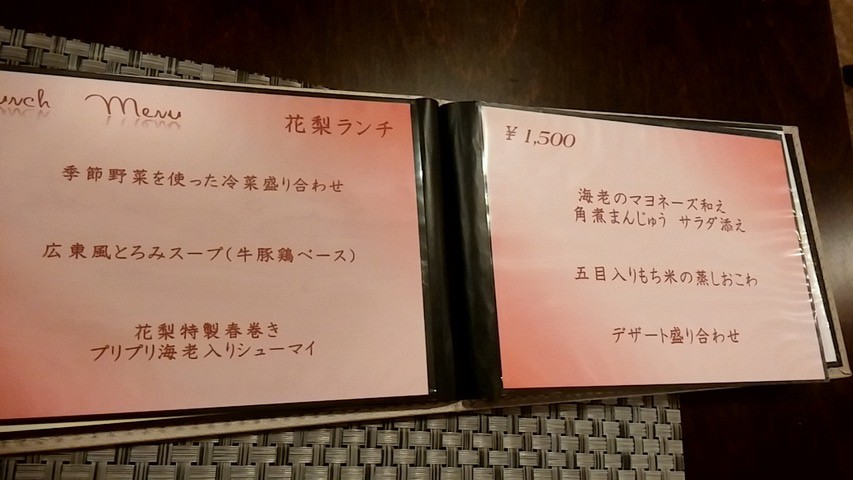 Menu
花梨ランチ
季節野菜を使った冷菜盛り合わせ
広東風とろみスープ(牛豚鶏ベース)
花梨特製春巻き
プリプリ海老入りシューマイ
¥1,500
海老のマヨネーズ和え
角煮まんじゅう サラダ添え
五目入りもち米の蒸しおこわ
デザート盛り合わせ